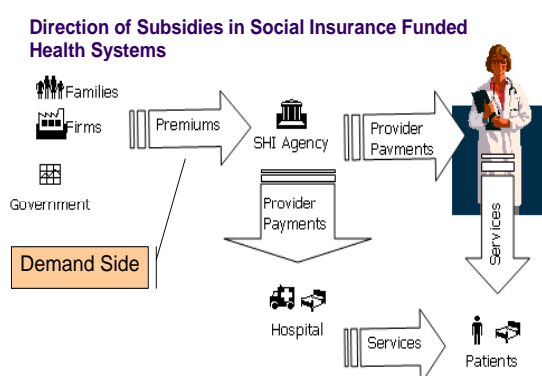 Direction of Subsidies in Social Insurance Funded
Health Systems
Families
Firms
Government
Premiums
SHI Agency
Provider
Payments
Provider
Payments
Demand Side
Services
Hospital
Services
Patients